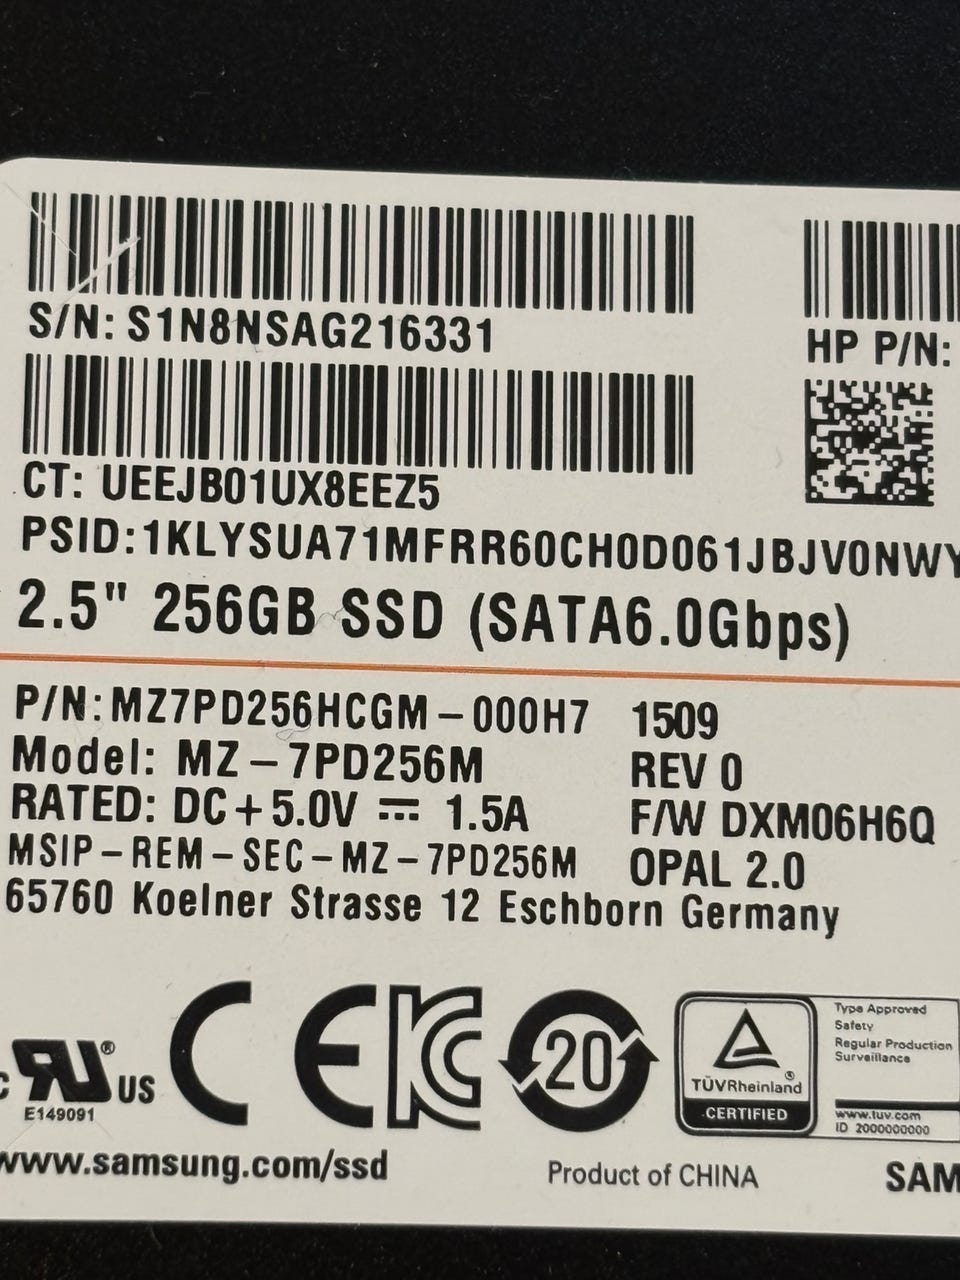 S/N: S1N8NSAG216331
HP P/N:
CT: UEEJB01UX8EEZ5
PSID:1KLYSUA71MFRR60CH0D061JBJV0NWY
2.5" 256GB SSD (SATA6.0Gbps)
P/N: MZ7PD256HCGM-000H7 1509
Model: MZ-7PD256M REV 0
RATED: DC+5.0V ⎓ 1.5A F/W DXM06H6Q
MSIP-REM-SEC-MZ-7PD256M OPAL 2.0
65760 Koelner Strasse 12 Eschborn Germany
c RU® US
E149091
CE
KC
20
TÜVRheinland®
CERTIFIED
Type Approved
Safety
Regular Production
Surveillance
www.tuv.com
ID 2000000000
www.samsung.com/ssd
Product of CHINA
SAM